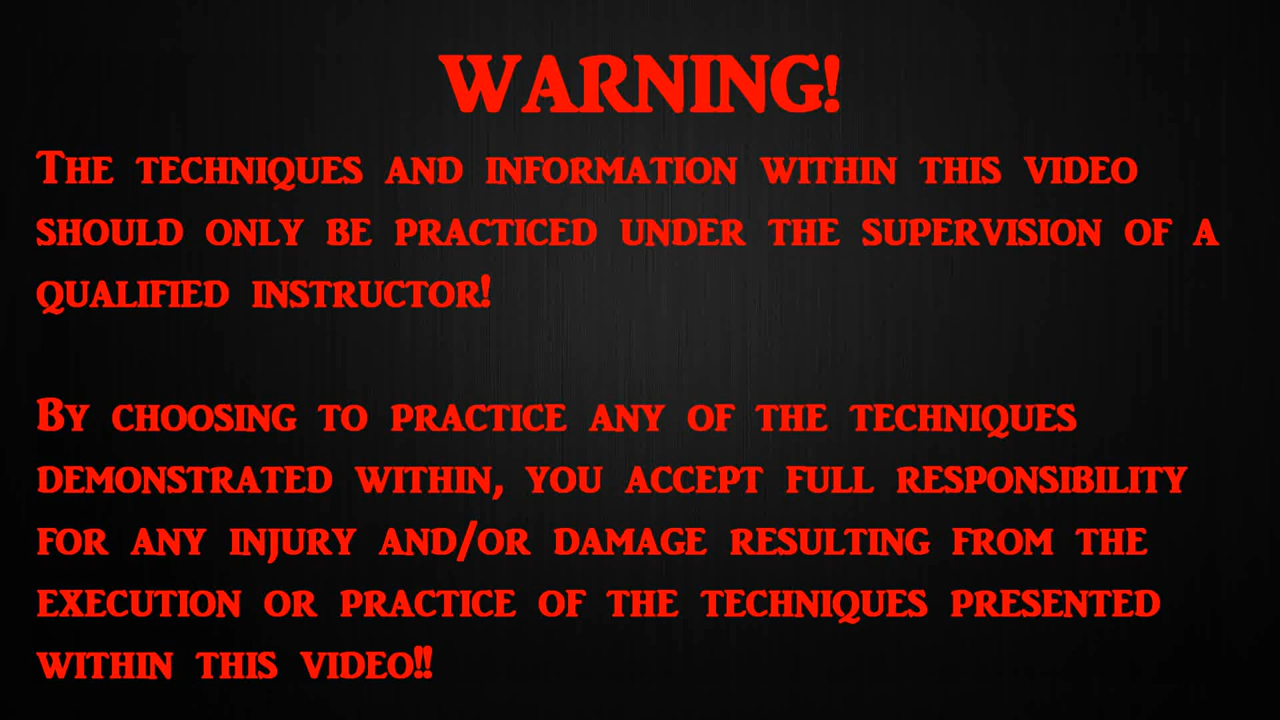 WARNING!
The techniques and information within this video
should only be practiced under the supervision of a
qualified instructor!
By choosing to practice any of the techniques
demonstrated within, you accept full responsibility
for any injury and/or damage resulting from the
execution or practice of the techniques presented
within this video!!